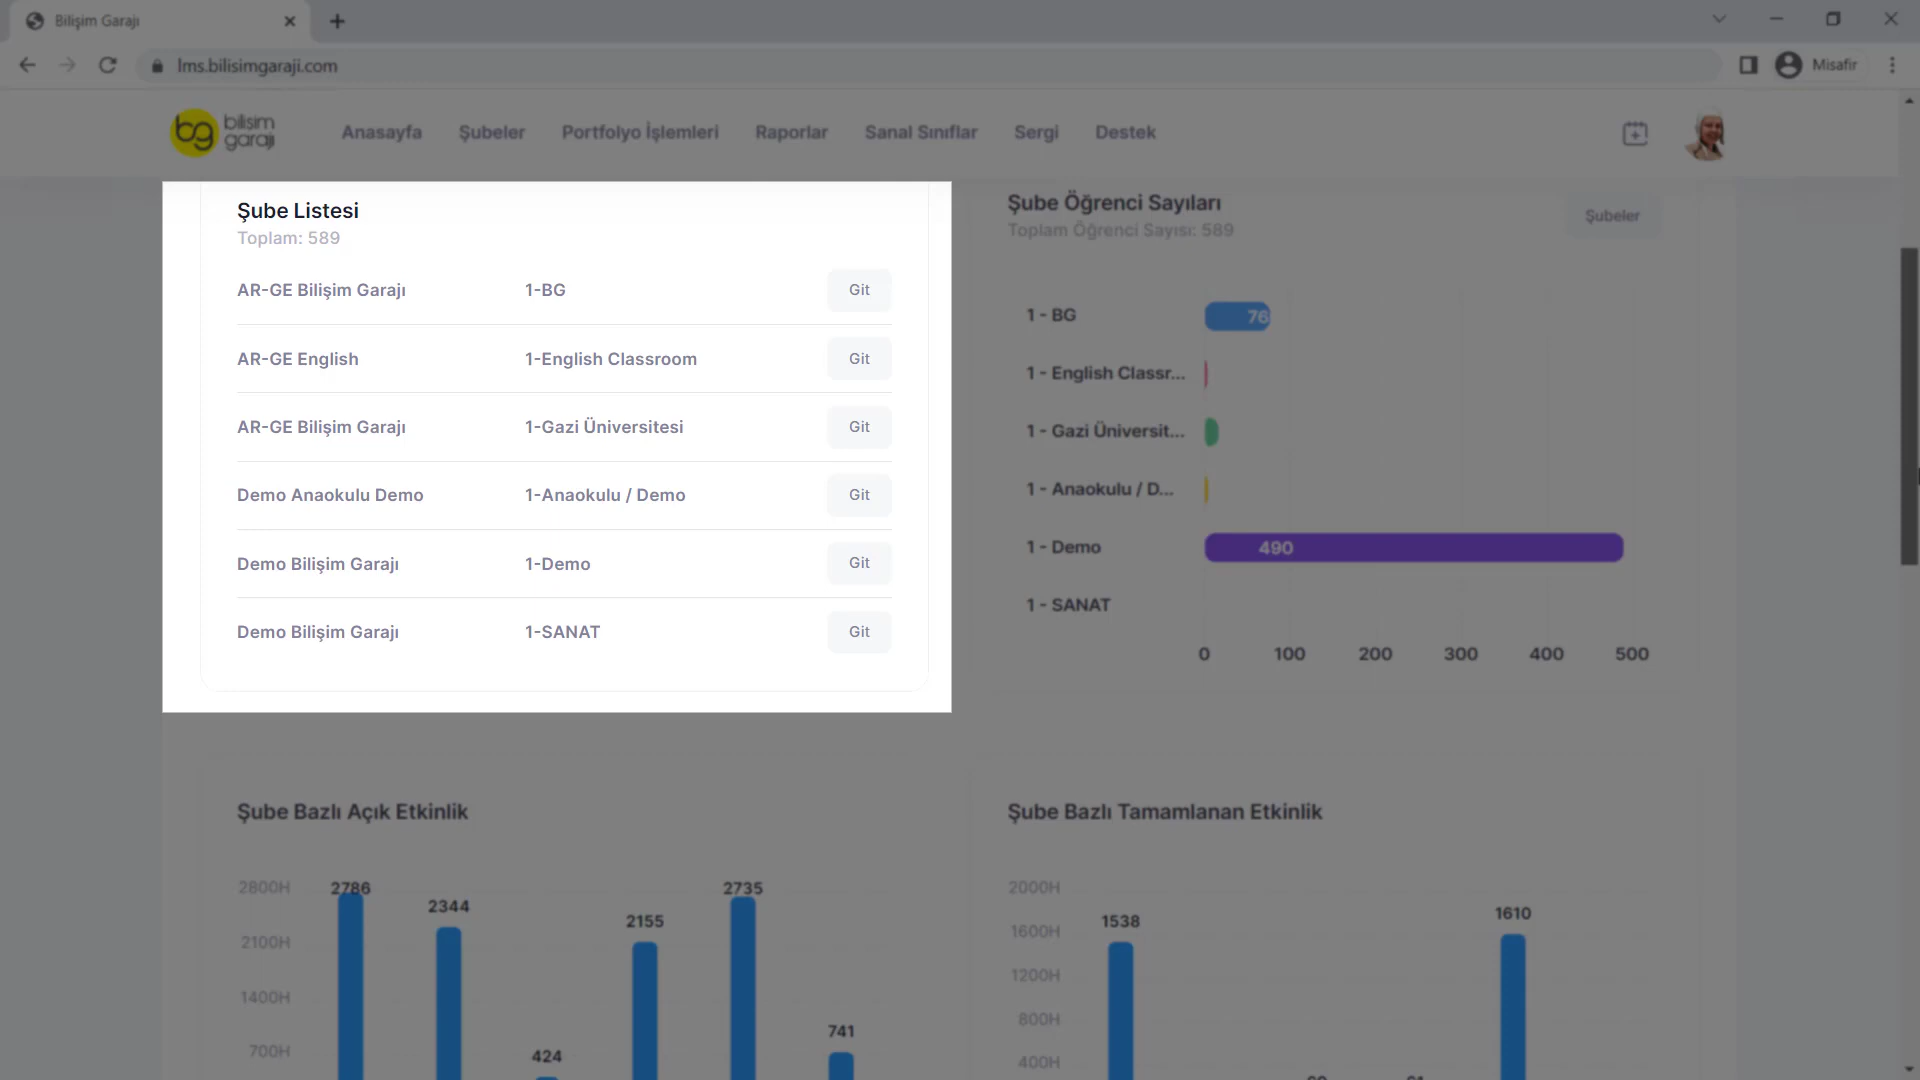 Bilişim Garajı
lms.bilisimgaraji.com
Misafir
bg bilişim garajı
Anasayfa Şubeler Portfolyo İşlemleri Raporlar Sanal Sınıflar Sergi Destek
Şube Listesi
Toplam: 589
AR-GE Bilişim Garajı 1-BG Git
AR-GE English 1-English Classroom Git
AR-GE Bilişim Garajı 1-Gazi Üniversitesi Git
Demo Anaokulu Demo 1-Anaokulu / Demo Git
Demo Bilişim Garajı 1-Demo Git
Demo Bilişim Garajı 1-SANAT Git
Şube Öğrenci Sayıları
Toplam Öğrenci Sayısı: 589
Şubeler
1 - BG 76
1 - English Classr...
1 - Gazi Üniversit...
1 - Anaokulu / D...
1 - Demo 490
1 - SANAT
0 100 200 300 400 500
Şube Bazlı Açık Etkinlik
2800H
2100H
1400H
700H
2786 2344 424 2155 2735 741
Şube Bazlı Tamamlanan Etkinlik
2000H
1600H
1200H
800H
400H
1538 1610